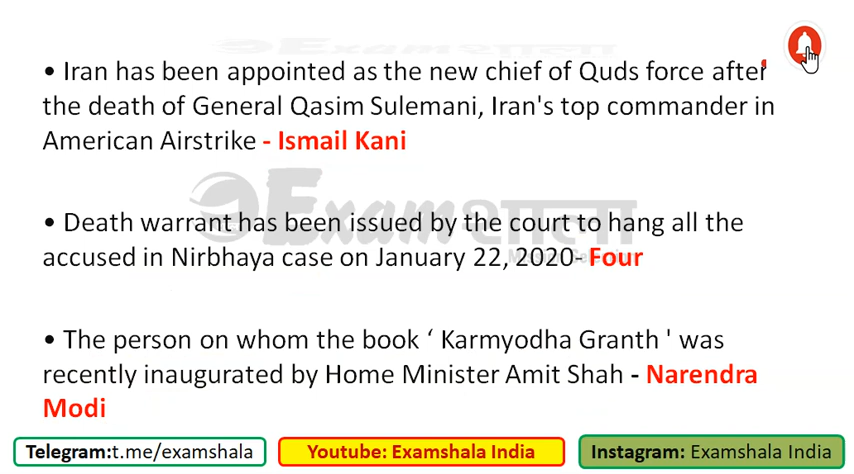 Examशाला
• Iran has been appointed as the new chief of Quds force after
the death of General Qasim Sulemani, Iran's top commander in
American Airstrike - Ismail Kani
Examशाला
• Death warrant has been issued by the court to hang all the
accused in Nirbhaya case on January 22, 2020- Four
• The person on whom the book ‘ Karmyodha Granth ' was
recently inaugurated by Home Minister Amit Shah - Narendra
Modi
Telegram:t.me/examshala
Youtube: Examshala India
Instagram: Examshala India